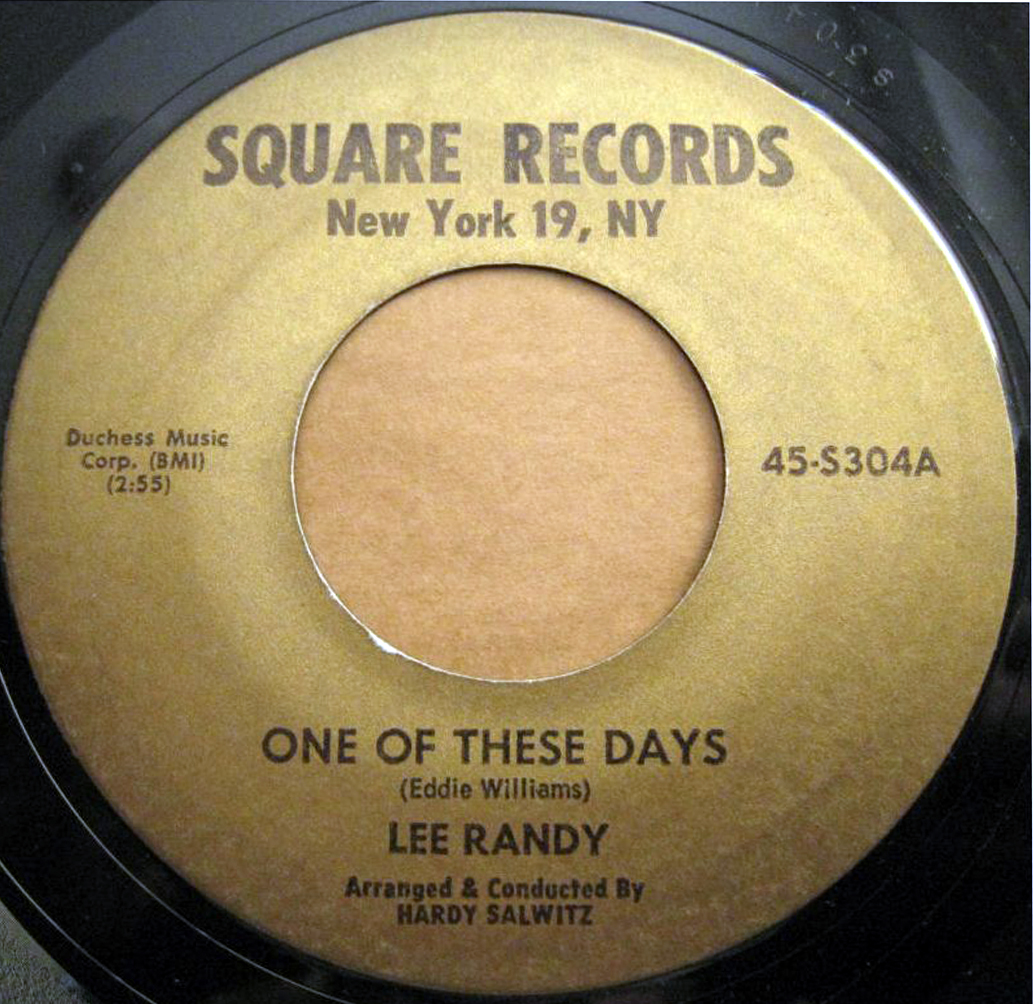 SQUARE RECORDS
New York 19, NY
Duchess Music
Corp. (BMI)
(2:55)
45-S304A
ONE OF THESE DAYS
(Eddie Williams)
LEE RANDY
Arranged & Conducted By
HARDY SALWITZ